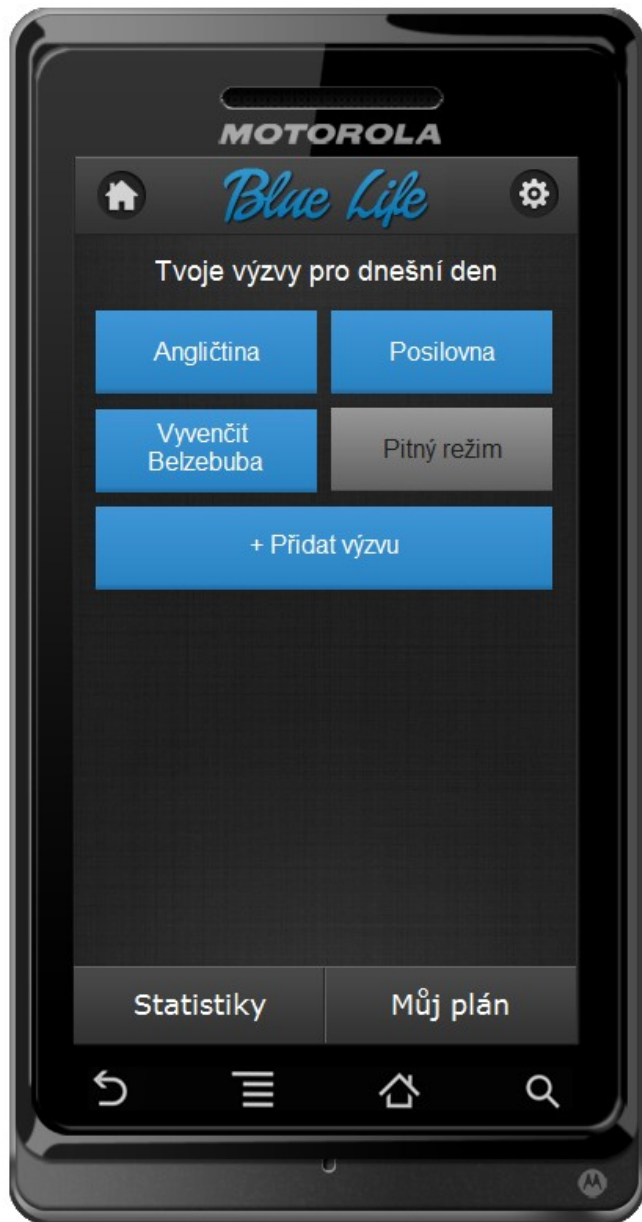 MOTOROLA
Blue Life
Tvoje výzvy pro dnešní den
Angličtina
Posilovna
Vyvenčit
Belzebuba
Pitný režim
+ Přidat výzvu
Statistiky
Můj plán